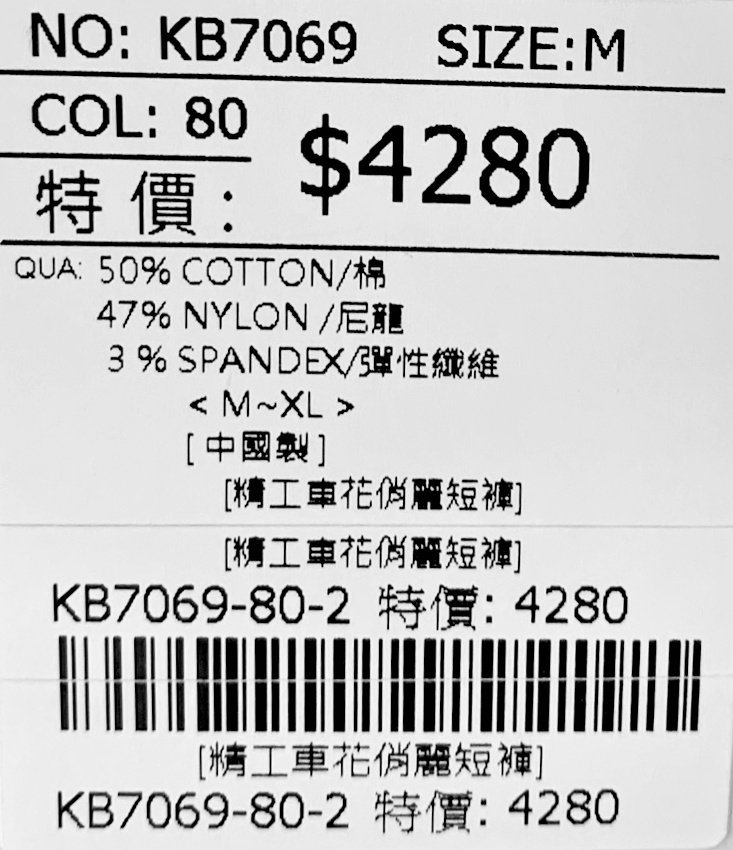 NO: KB7069 SIZE:M
COL: 80
特價: $4280
QUA: 50% COTTON/棉
47% NYLON /尼龍
3 % SPANDEX/彈性纖維
< M~XL >
[ 中國製 ]
[精工車花俏麗短褲]
[精工車花俏麗短褲]
KB7069-80-2 特價: 4280
[精工車花俏麗短褲]
KB7069-80-2 特價: 4280